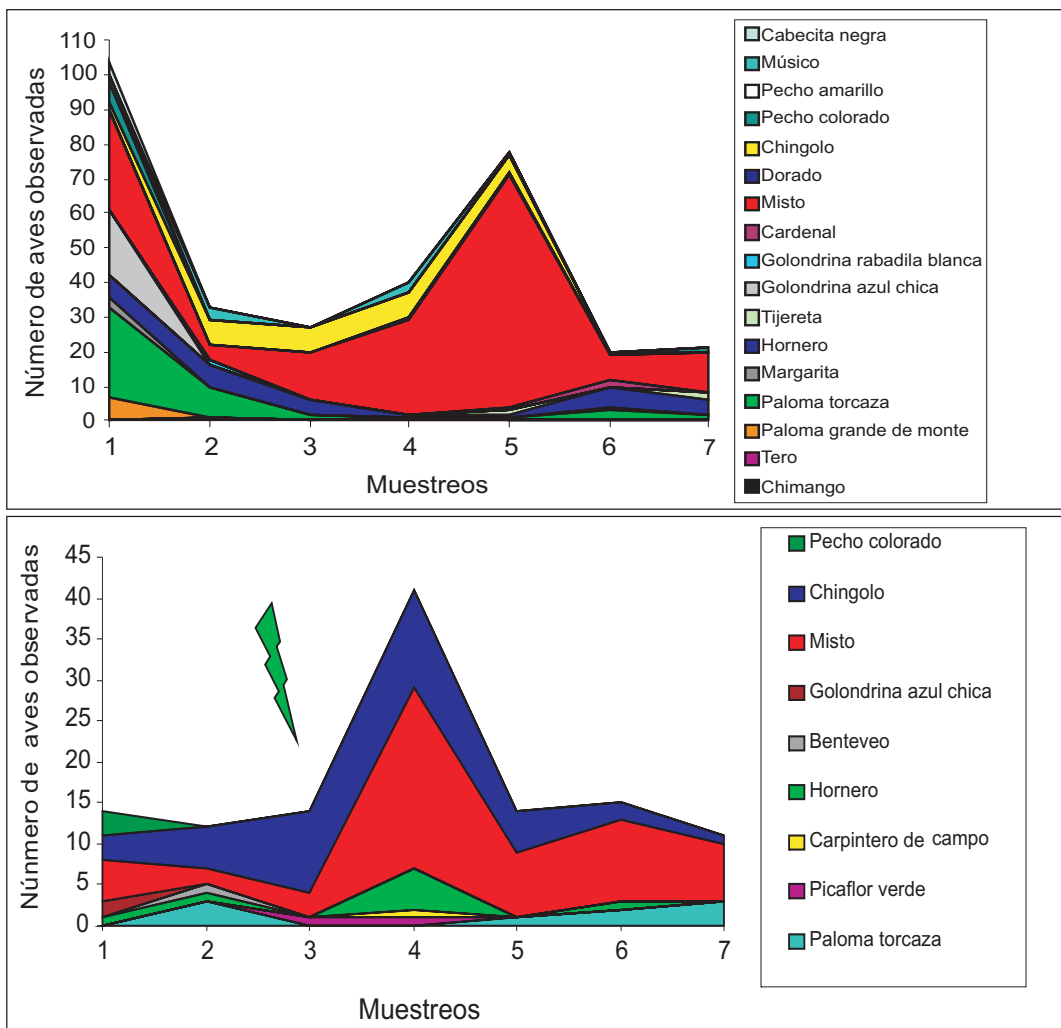 110
100
90
80
70
60
50
40
30
20
10
0
Número de aves observadas
1 2 3 4 5 6 7
Muestreos
Cabecita negra
Músico
Pecho amarillo
Pecho colorado
Chingolo
Dorado
Misto
Cardenal
Golondrina rabadila blanca
Golondrina azul chica
Tijereta
Hornero
Margarita
Paloma torcaza
Paloma grande de monte
Tero
Chimango
45
40
35
30
25
20
15
10
5
0
Núnmero de aves observadas
1 2 3 4 5 6 7
Muestreos
Pecho colorado
Chingolo
Misto
Golondrina azul chica
Benteveo
Hornero
Carpintero de campo
Picaflor verde
Paloma torcaza